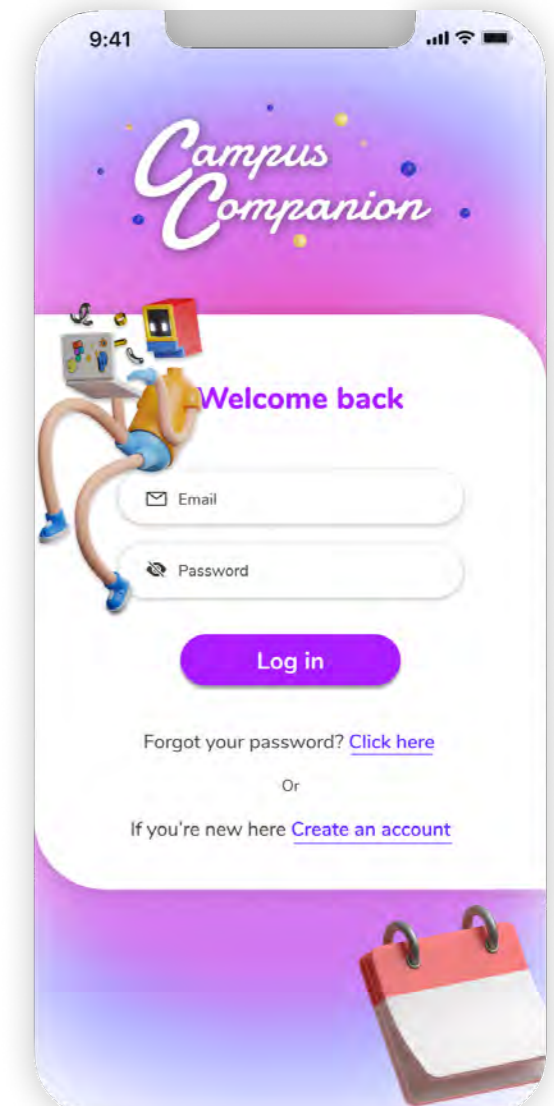 9:41
Campus
Companion
Welcome back
Email
Password
Log in
Forgot your password? Click here
Or
If you're new here Create an account